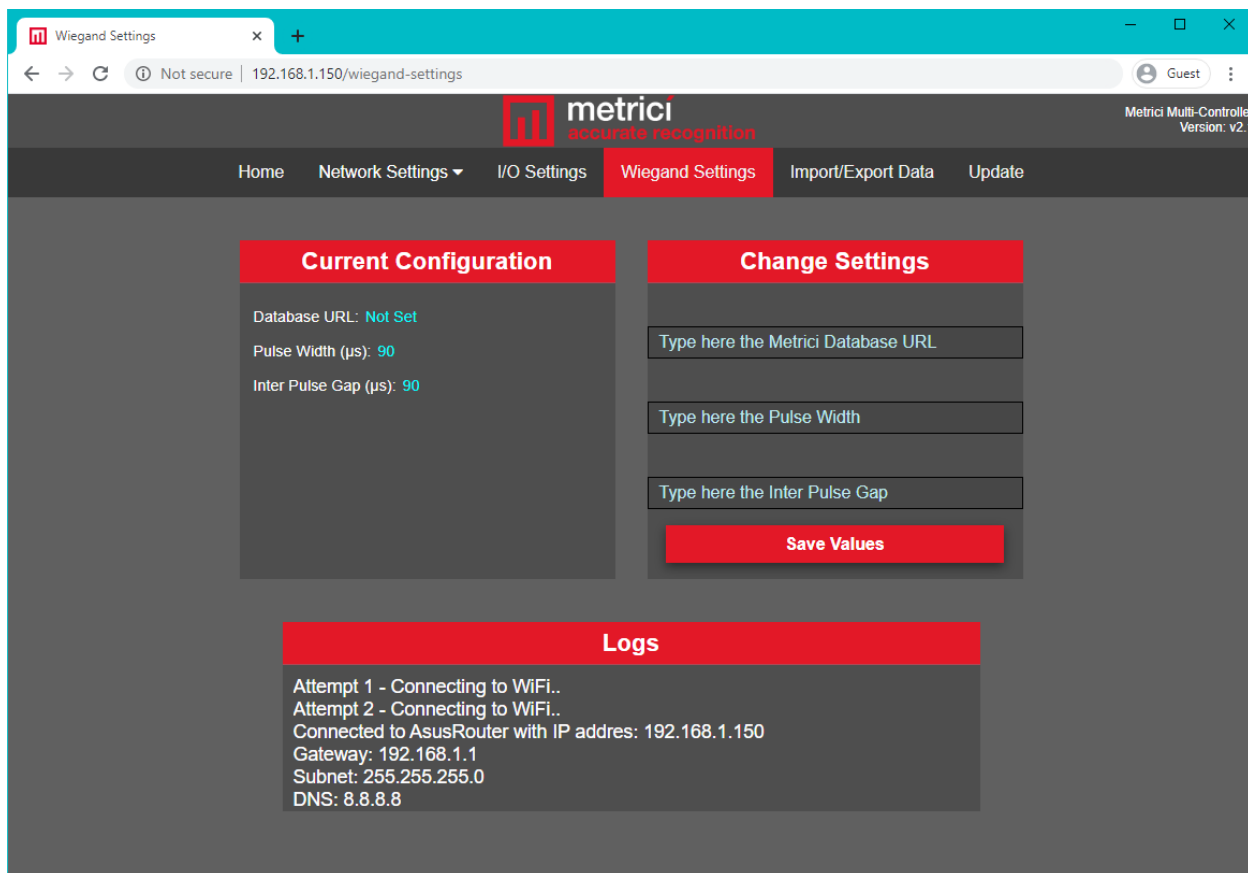 Wiegand Settings
Not secure | 192.168.1.150/wiegand-settings
Guest
metrici
accurate recognition
Metrici Multi-Controlle
Version: v2.
Home Network Settings I/O Settings Wiegand Settings Import/Export Data Update
Current Configuration
Database URL: Not Set
Pulse Width (µs): 90
Inter Pulse Gap (µs): 90
Change Settings
Type here the Metrici Database URL
Type here the Pulse Width
Type here the Inter Pulse Gap
Save Values
Logs
Attempt 1 - Connecting to WiFi..
Attempt 2 - Connecting to WiFi..
Connected to AsusRouter with IP addres: 192.168.1.150
Gateway: 192.168.1.1
Subnet: 255.255.255.0
DNS: 8.8.8.8